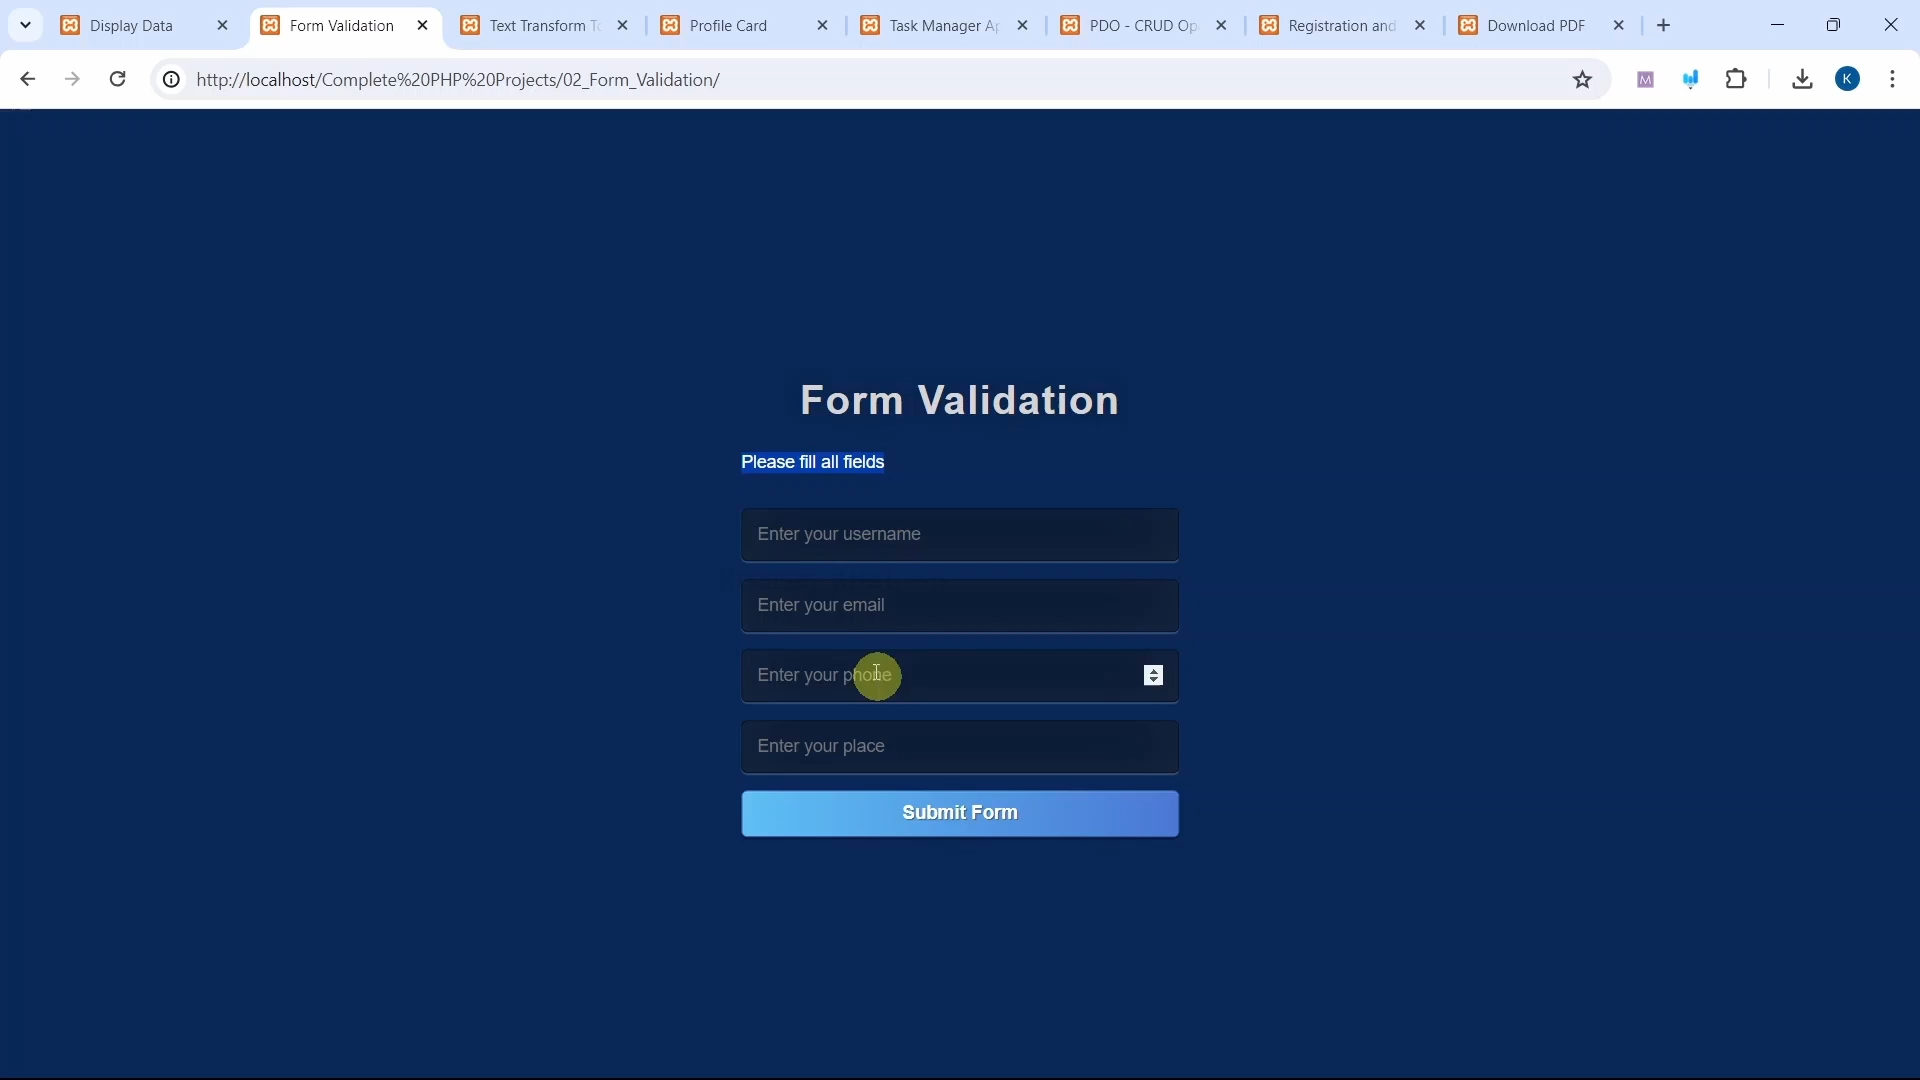 Display Data
Form Validation
Text Transform To
Profile Card
Task Manager Ap
PDO - CRUD Op
Registration and
Download PDF
http://localhost/Complete%20PHP%20Projects/02_Form_Validation/
M
K
Form Validation
Please fill all fields
Enter your username
Enter your email
Enter your phone
Enter your place
Submit Form